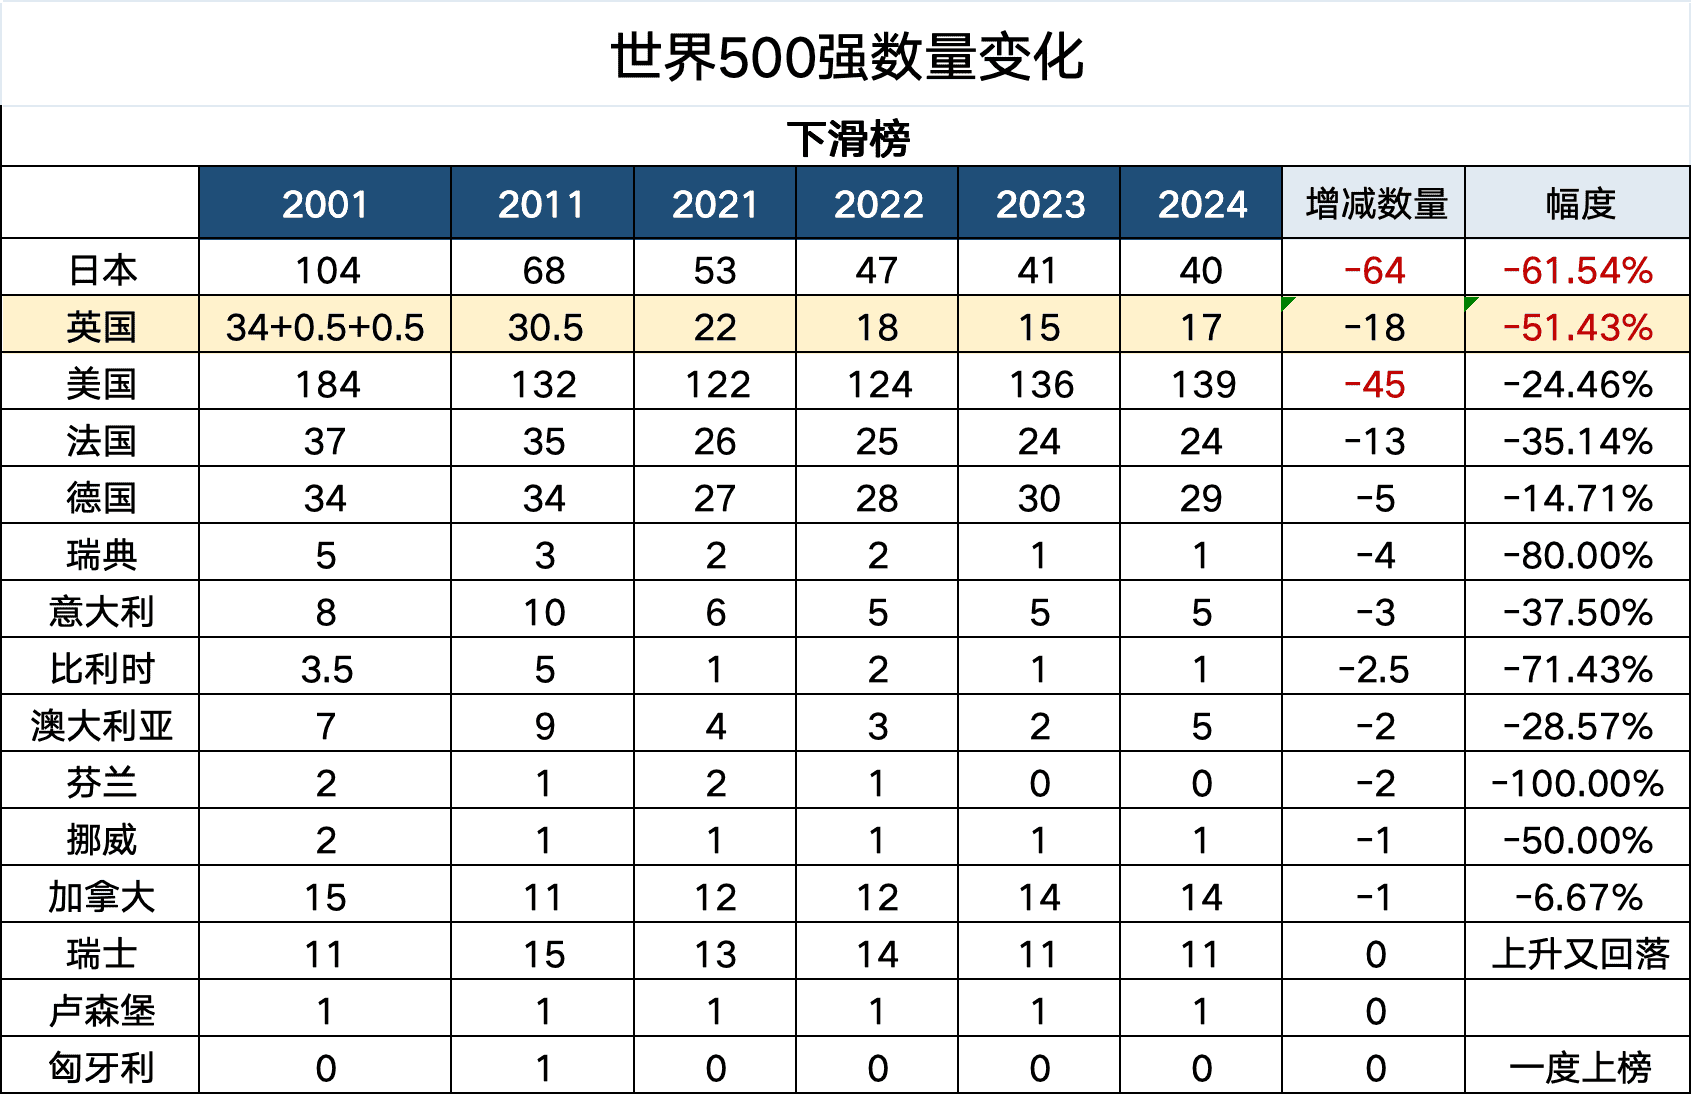 世界500强数量变化
下滑榜
2001 2011 2021 2022 2023 2024 增减数量 幅度
日本 104 68 53 47 41 40 -64 -61.54%
英国 34+0.5+0.5 30.5 22 18 15 17 -18 -51.43%
美国 184 132 122 124 136 139 -45 -24.46%
法国 37 35 26 25 24 24 -13 -35.14%
德国 34 34 27 28 30 29 -5 -14.71%
瑞典 5 3 2 2 1 1 -4 -80.00%
意大利 8 10 6 5 5 5 -3 -37.50%
比利时 3.5 5 1 2 1 1 -2.5 -71.43%
澳大利亚 7 9 4 3 2 5 -2 -28.57%
芬兰 2 1 2 1 0 0 -2 -100.00%
挪威 2 1 1 1 1 1 -1 -50.00%
加拿大 15 11 12 12 14 14 -1 -6.67%
瑞士 11 15 13 14 11 11 0 上升又回落
卢森堡 1 1 1 1 1 1 0
匈牙利 0 1 0 0 0 0 0 一度上榜